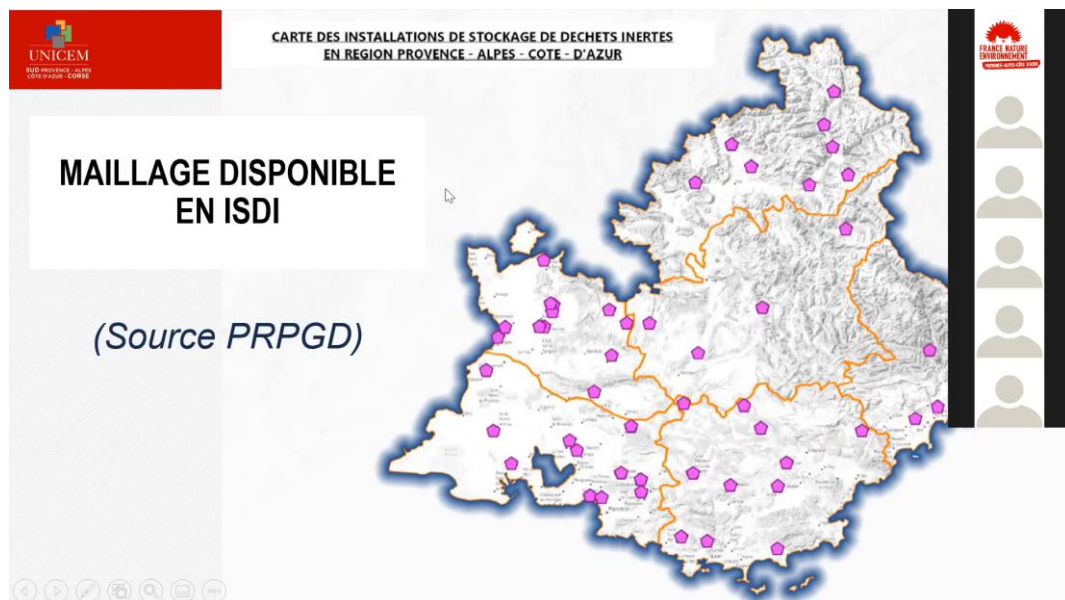 UNICEM
SUD PROVENCE - ALPES
CÔTE D'AZUR - CORSE
CARTE DES INSTALLATIONS DE STOCKAGE DE DECHETS INERTES
EN REGION PROVENCE - ALPES - COTE - D'AZUR
FRANCE NATURE
ENVIRONNEMENT
PROVENCE-ALPES-CÔTE D'AZUR
MAILLAGE DISPONIBLE
EN ISDI
(Source PRPGD)